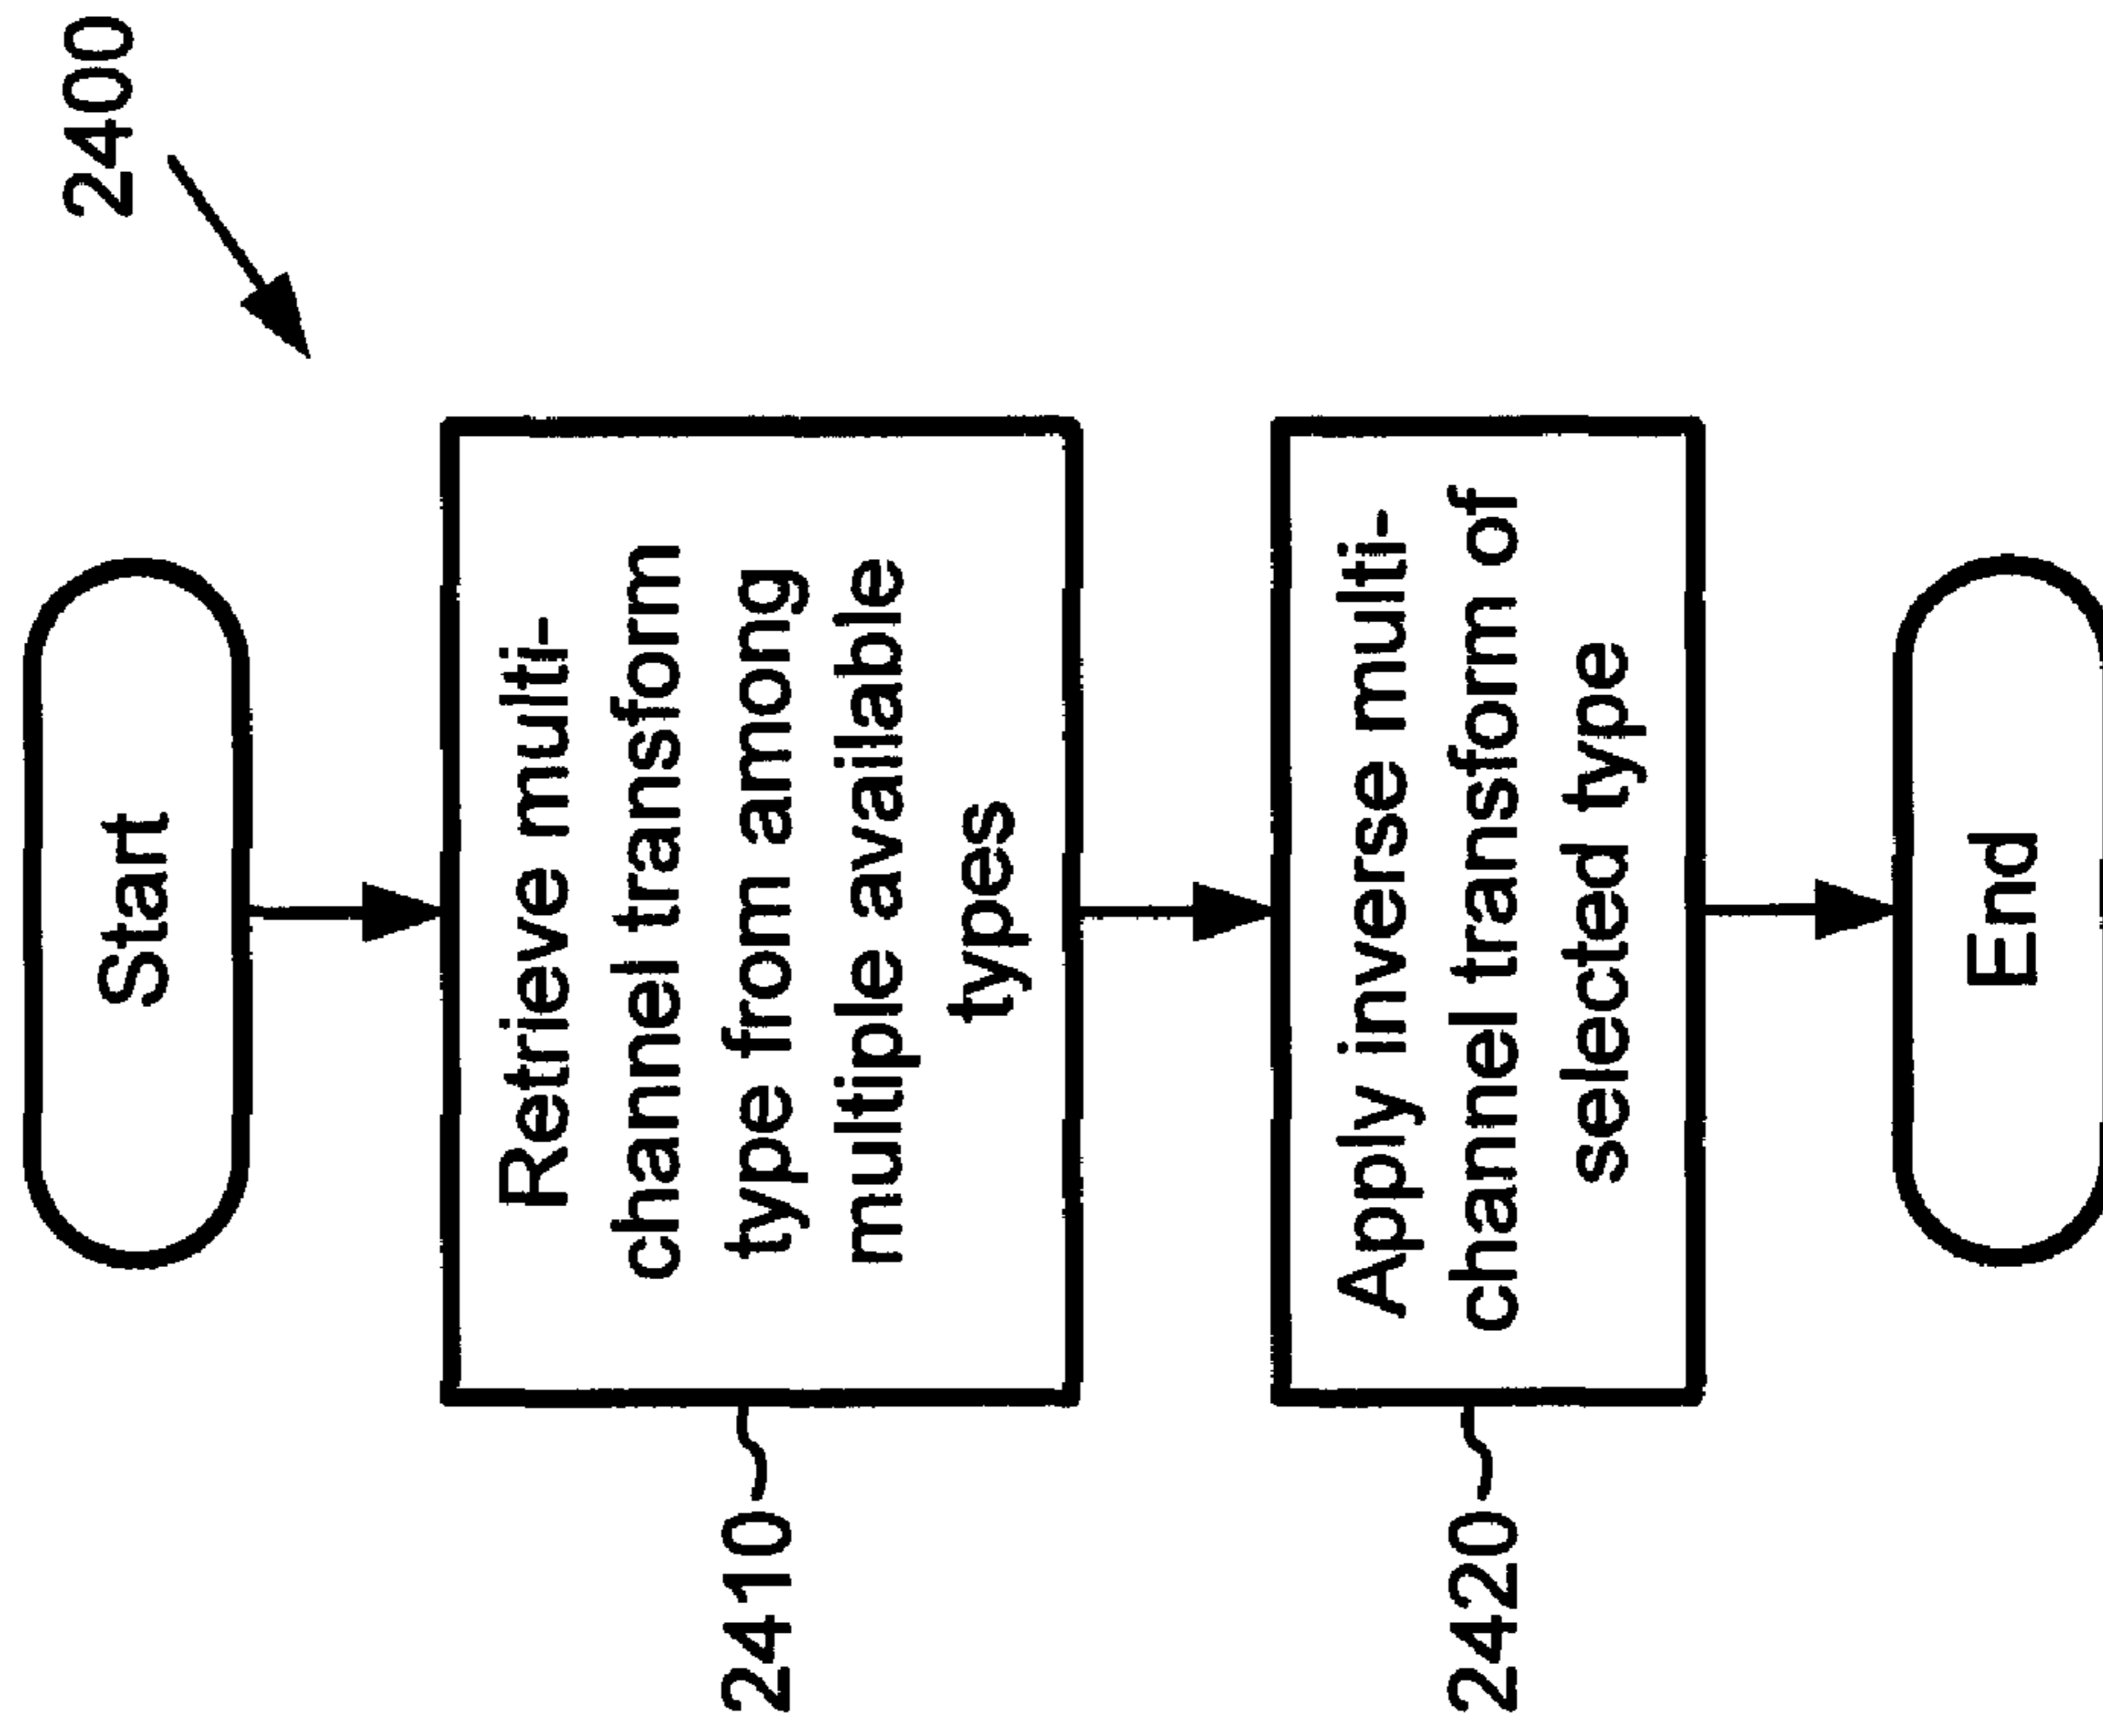 2400
Start
Retrieve multi-
channel transform
type from among
multiple available
types
2410
Apply inverse multi-
channel transform of
selected type
2420
End